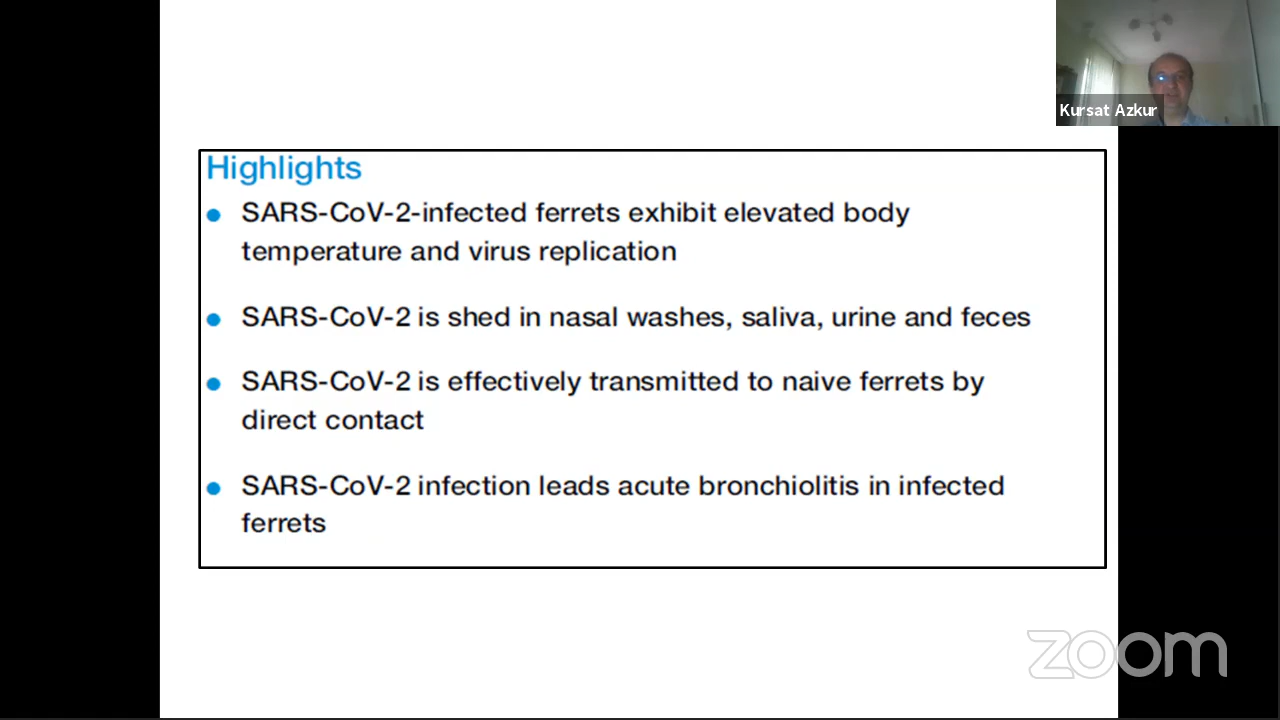 Kursat Azkur
Highlights
SARS-CoV-2-infected ferrets exhibit elevated body
temperature and virus replication
SARS-CoV-2 is shed in nasal washes, saliva, urine and feces
SARS-CoV-2 is effectively transmitted to naive ferrets by
direct contact
SARS-CoV-2 infection leads acute bronchiolitis in infected
ferrets
zoom